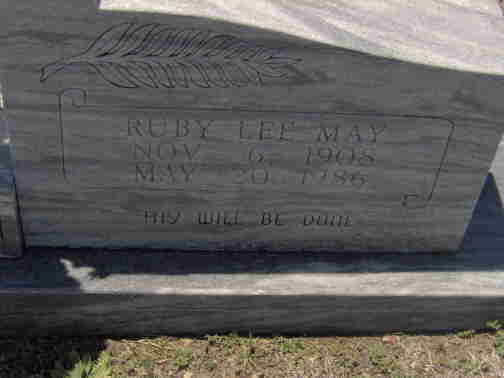 RUBY LEE MAY
NOV. 6, 1908
MAY 20, 1986
THY WILL BE DONE